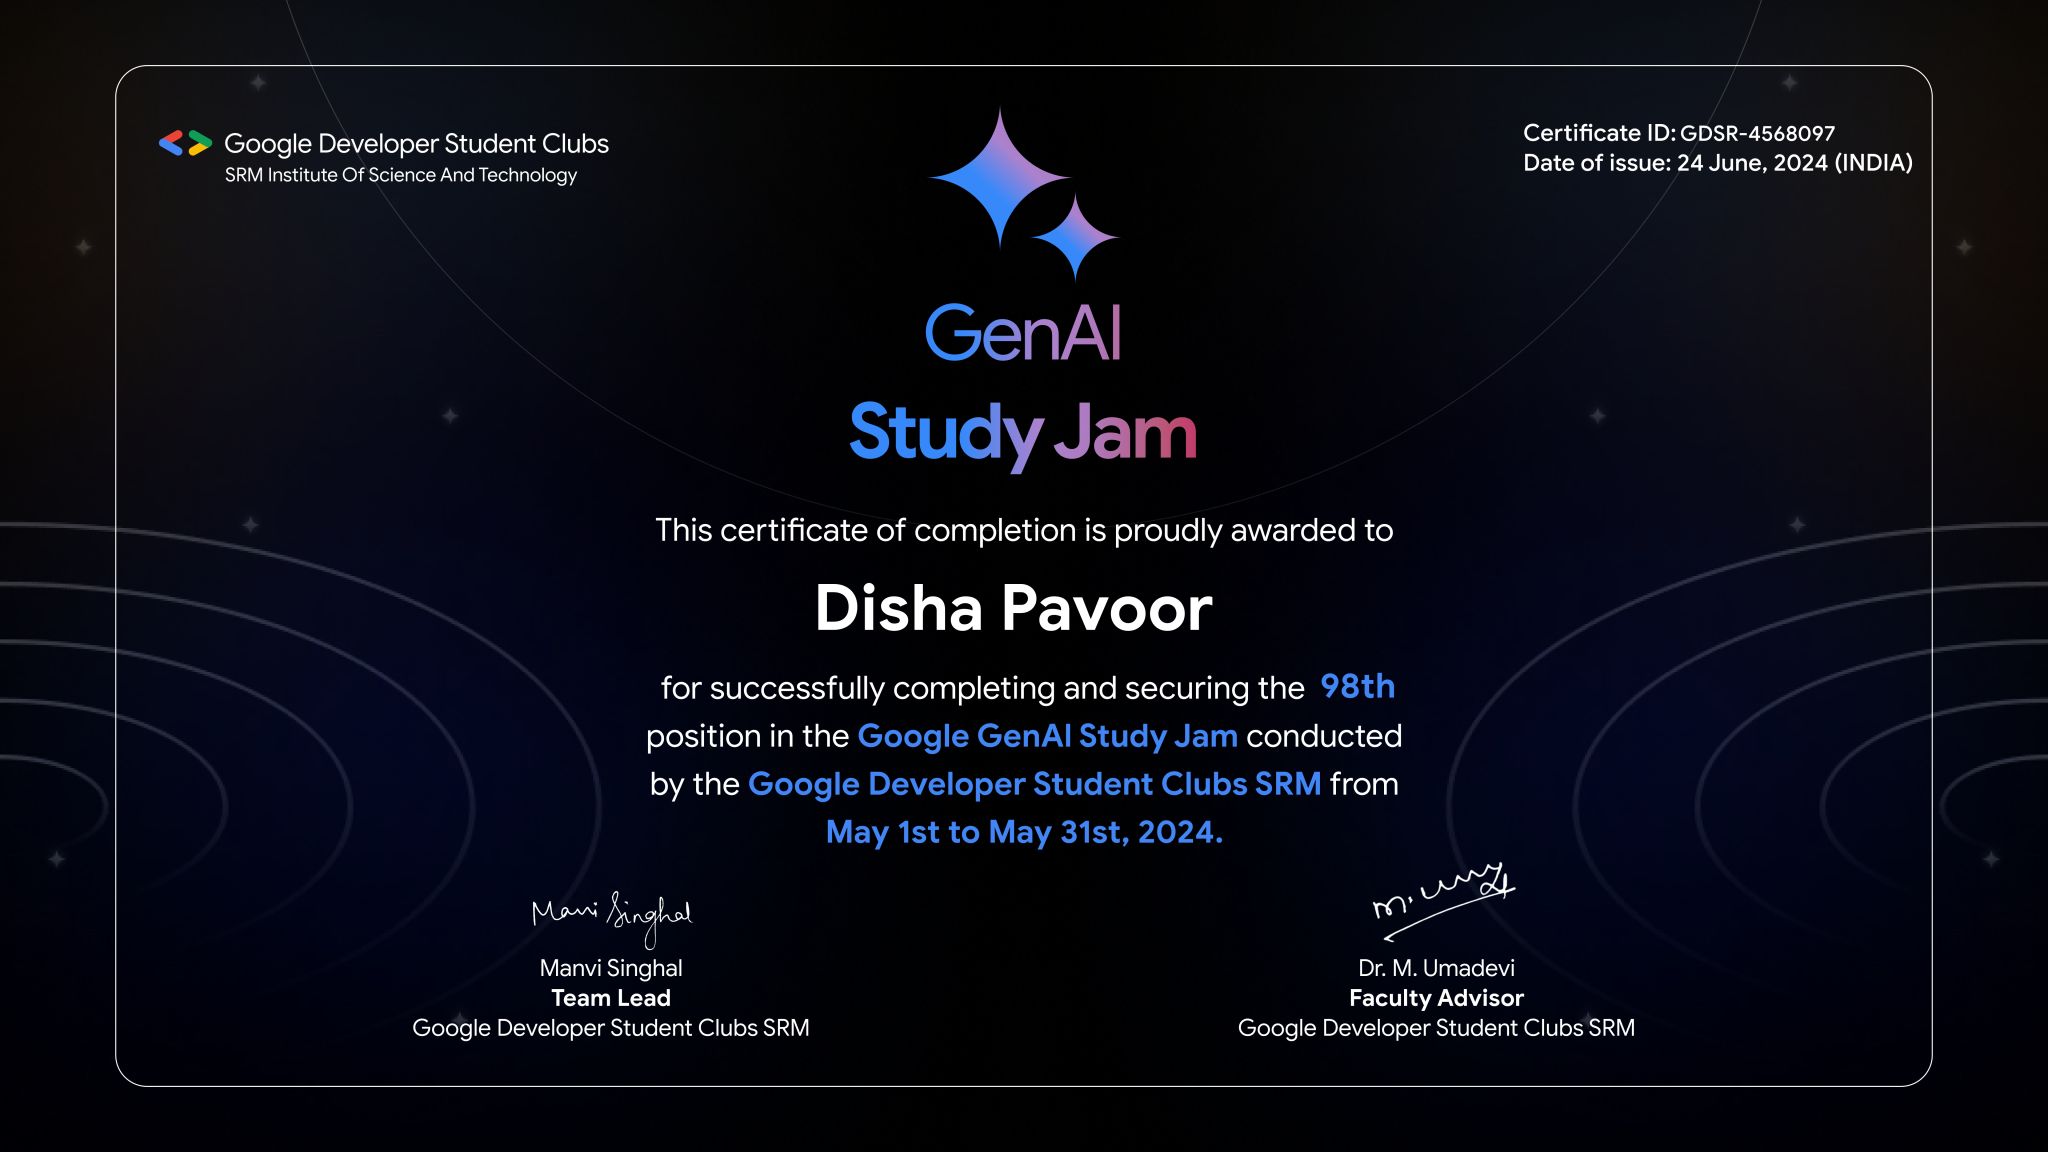 Google Developer Student Clubs
SRM Institute Of Science And Technology
Certificate ID: GDSR-4568097
Date of issue: 24 June, 2024 (INDIA)
GenAI
Study Jam
This certificate of completion is proudly awarded to
Disha Pavoor
for successfully completing and securing the 98th
position in the Google GenAI Study Jam conducted
by the Google Developer Student Clubs SRM from
May 1st to May 31st, 2024.
Manvi Singhal
Manvi Singhal
Team Lead
Google Developer Student Clubs SRM
Dr. M. Umadevi
Faculty Advisor
Google Developer Student Clubs SRM